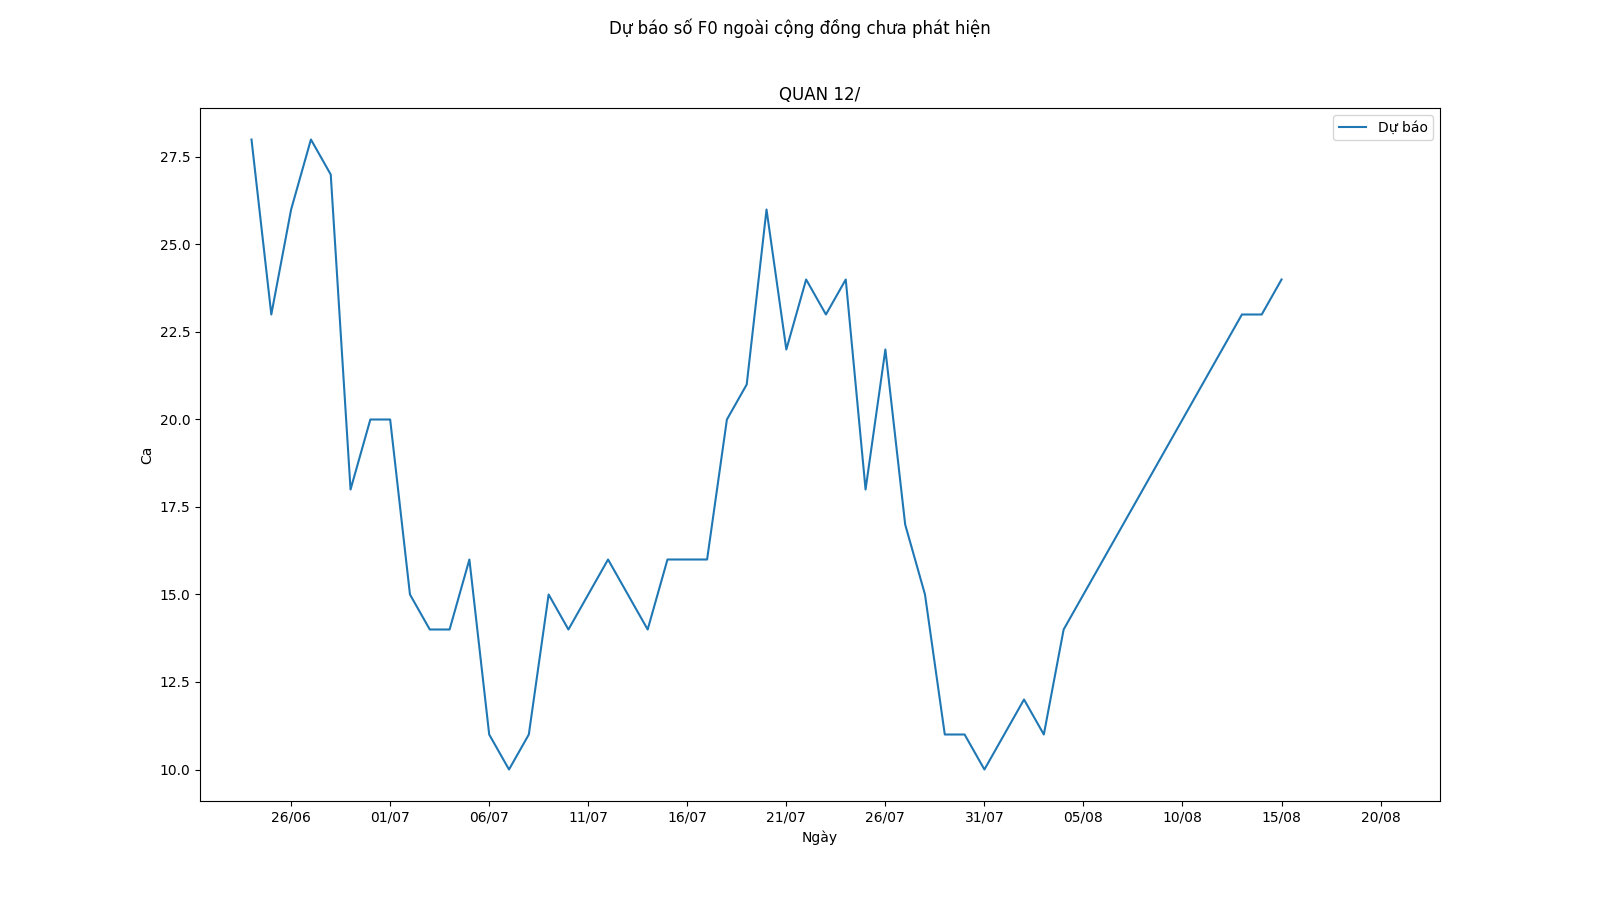 Dự báo số F0 ngoài cộng đồng chưa phát hiện
QUAN 12/
Dự báo
27.5
25.0
22.5
20.0
17.5
15.0
12.5
10.0
Ca
26/06 01/07 06/07 11/07 16/07 21/07 26/07 31/07 05/08 10/08 15/08 20/08
Ngày